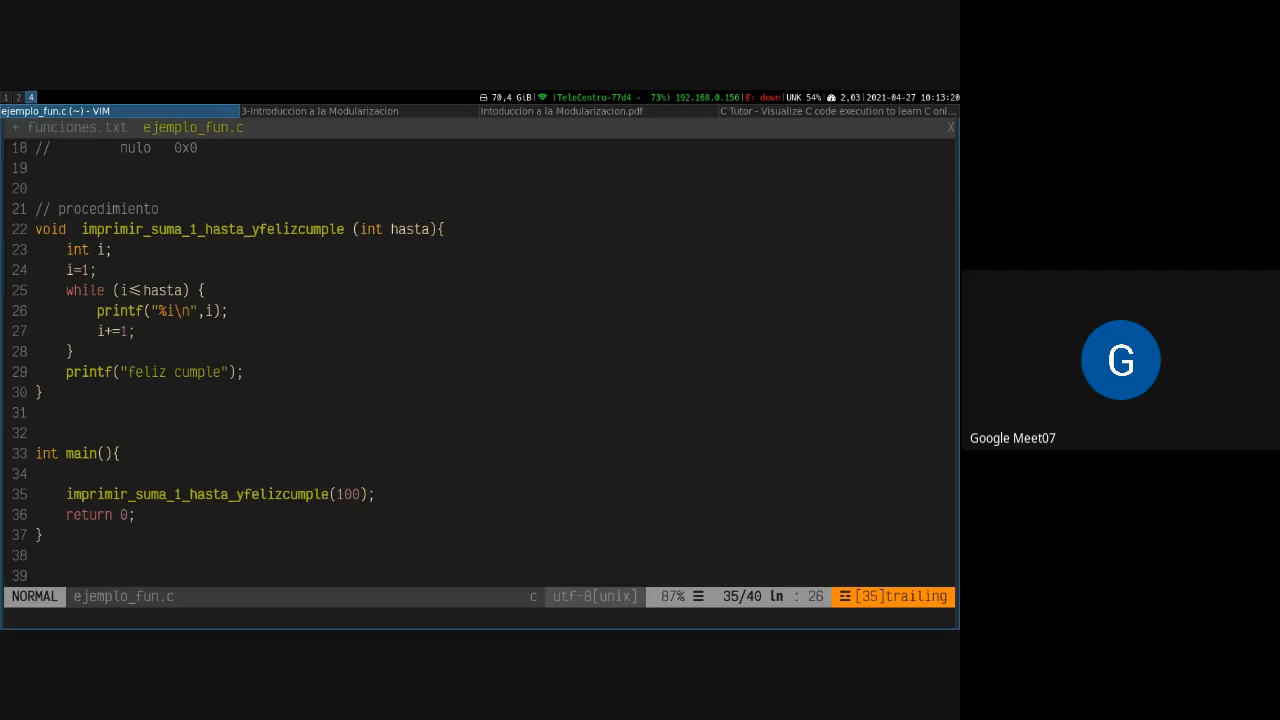 1 2 4 70,4 GiB| (TeleCentro-77d4 - 73%) 192.168.0.156|E: down|UNK 54%| 2,03|2021-04-27 10:13:20
ejemplo_fun.c (~) - VIM 3-Introduccion a la Modularizacion Intoduccion a la Modularizacion.pdf C Tutor - Visualize C code execution to learn C onl...
+ funciones.txt ejemplo_fun.c X
18 // nulo 0x0
19
20
21 // procedimiento
22 void imprimir_suma_1_hasta_yfelizcumple (int hasta){
23 int i;
24 i=1;
25 while (i<=hasta) {
26 printf("%i\n",i);
27 i+=1;
28 }
29 printf("feliz cumple");
30 }
31
32
33 int main(){
34
35 imprimir_suma_1_hasta_yfelizcumple(100);
36 return 0;
37 }
38
39
NORMAL ejemplo_fun.c c utf-8[unix] 87% ☰ 35/40 ln : 26 ☲ [35]trailing
G
Google Meet07